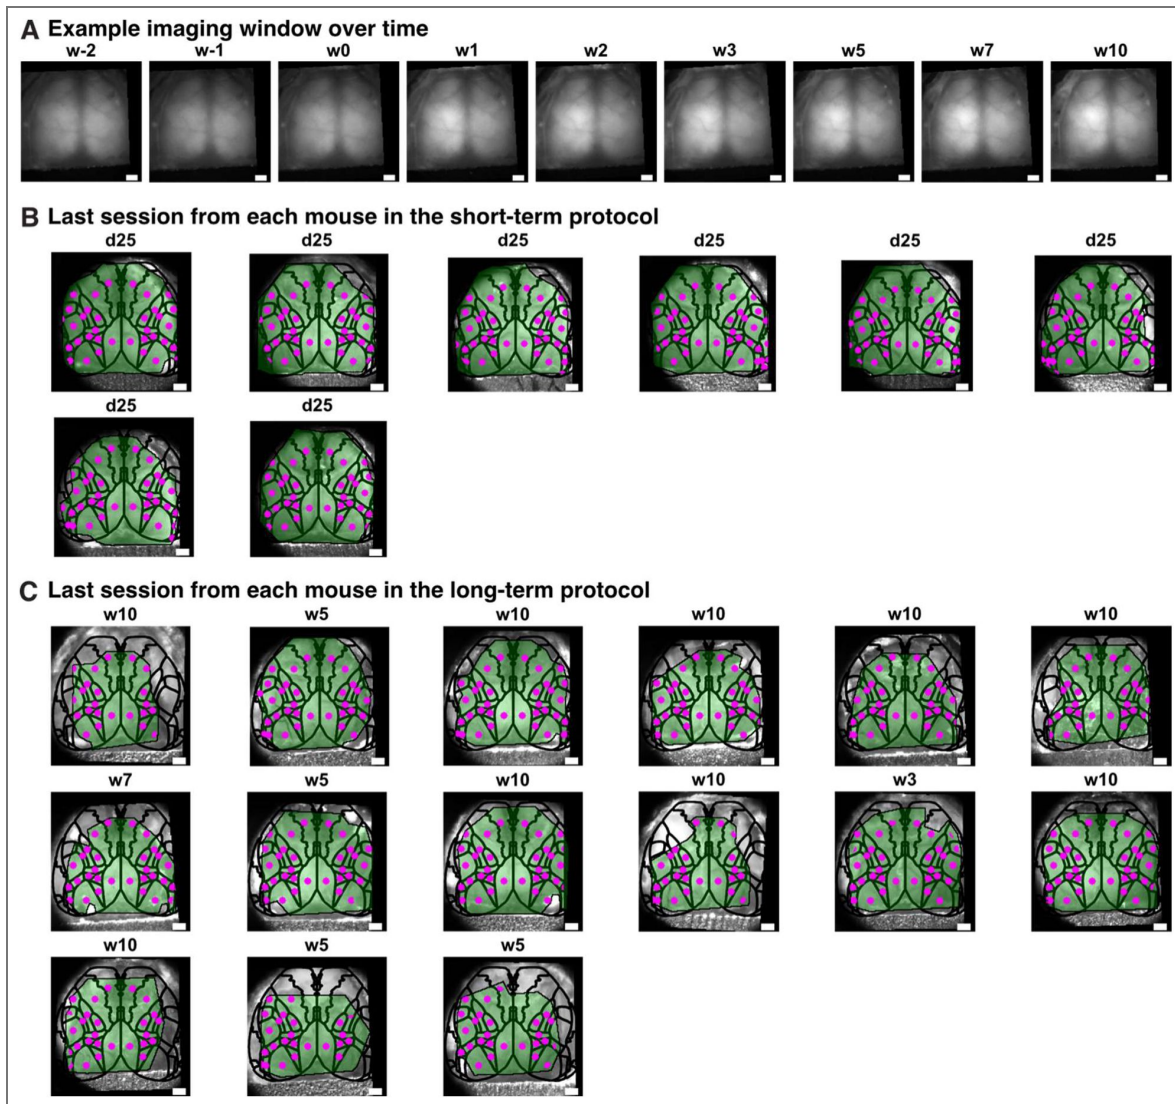 A Example imaging window over time
w-2 w-1 w0 w1 w2 w3 w5 w7 w10
B Last session from each mouse in the short-term protocol
d25 d25 d25 d25 d25 d25
d25 d25
C Last session from each mouse in the long-term protocol
w10 w5 w10 w10 w10 w10
w7 w5 w10 w10 w3 w10
w10 w5 w5